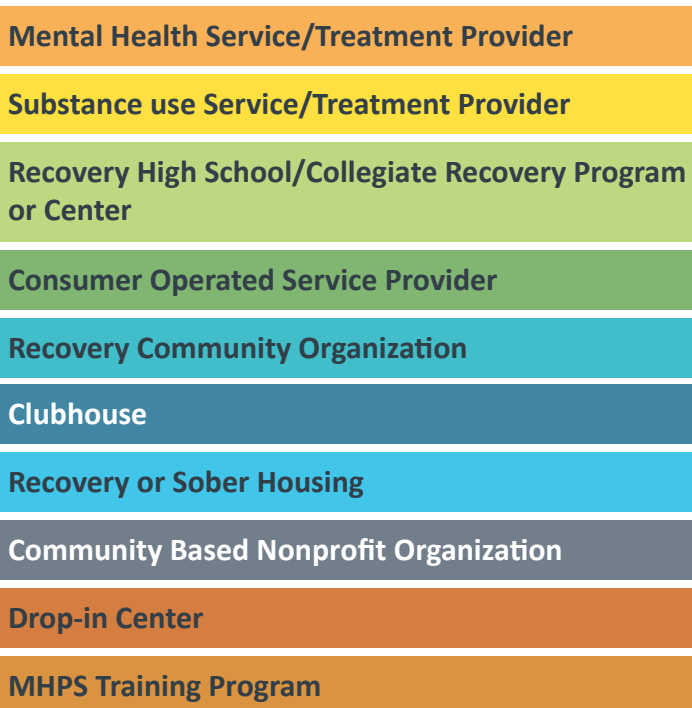 Mental Health Service/Treatment Provider
Substance use Service/Treatment Provider
Recovery High School/Collegiate Recovery Program
or Center
Consumer Operated Service Provider
Recovery Community Organization
Clubhouse
Recovery or Sober Housing
Community Based Nonprofit Organization
Drop-in Center
MHPS Training Program